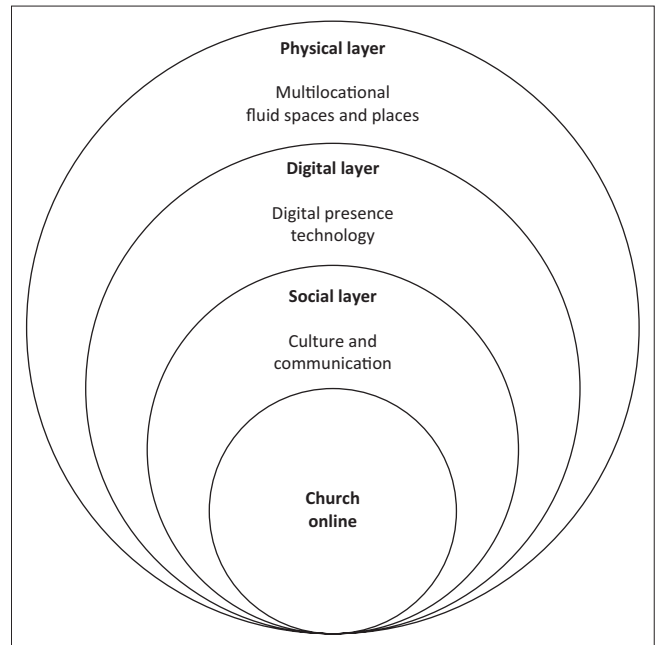 Physical layer
Multilocational
fluid spaces and places
Digital layer
Digital presence
technology
Social layer
Culture and
communication
Church
online